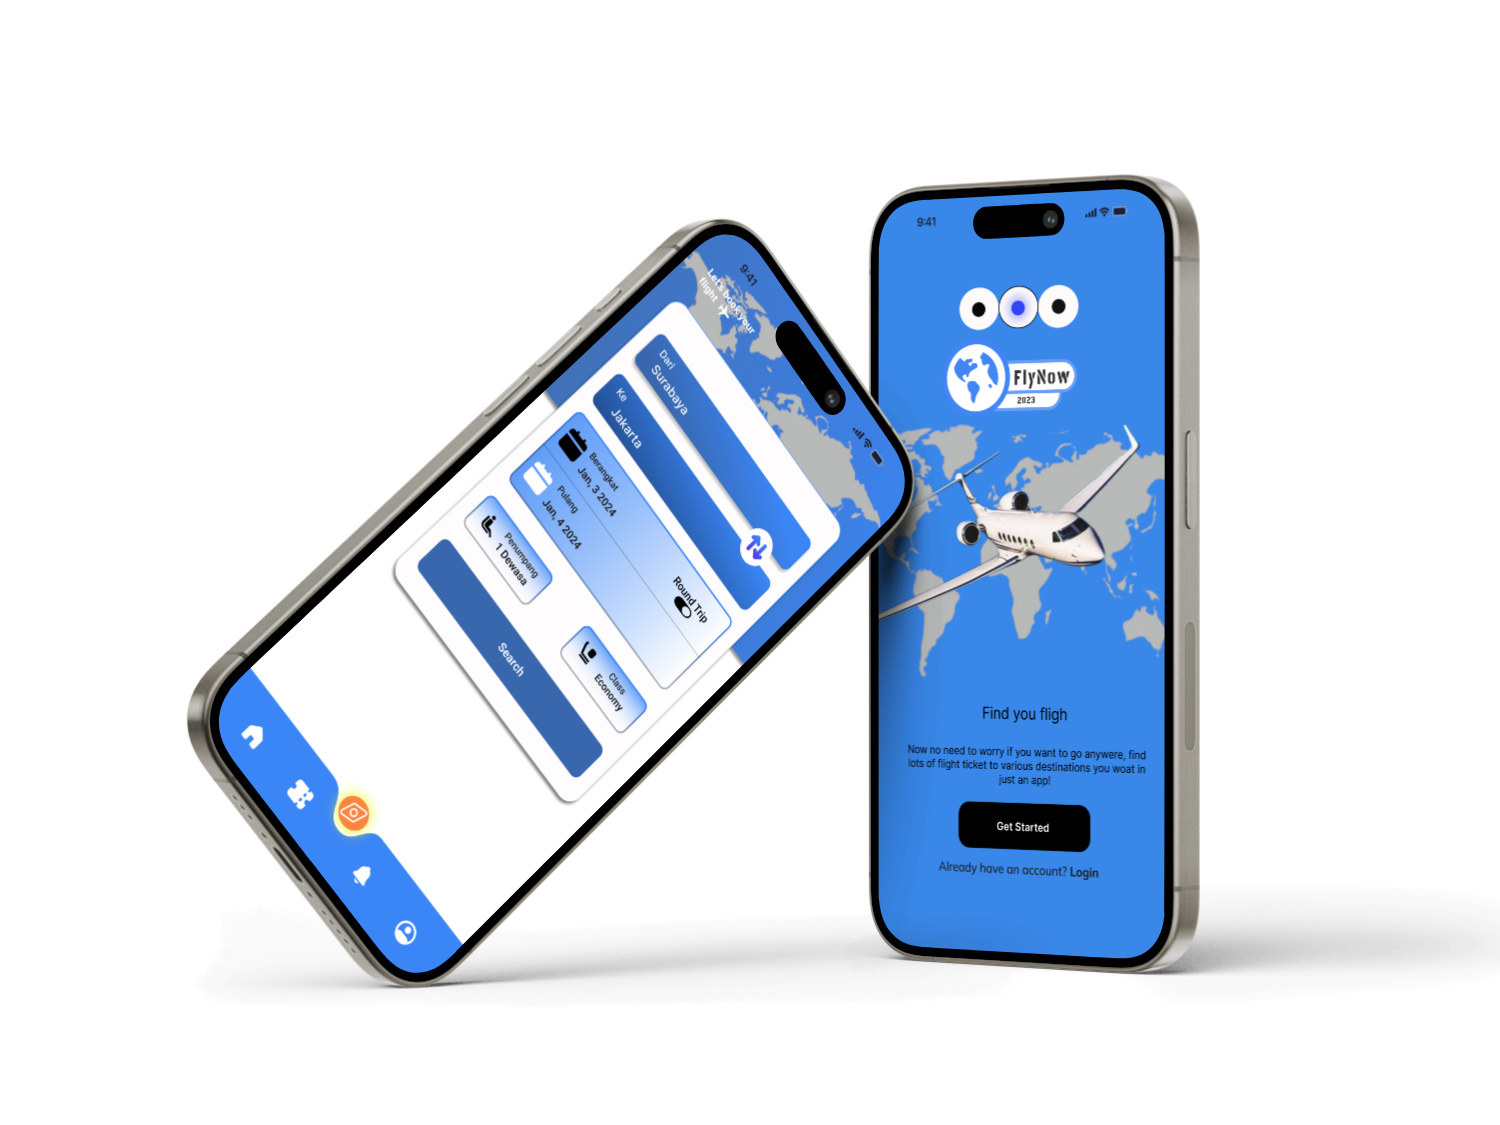 9:41
Let's book your
flight
Dari
Surabaya
Ke
Jakarta
Berangkat
Jan, 3 2024
Pulang
Jan, 4 2024
Round Trip
Penumpang
1 Dewasa
Class
Economy
Search
9:41
FlyNow
2023
Find you fligh
Now no need to worry if you want to go anywere, find
lots of flight ticket to various destinations you woat in
just an app!
Get Started
Already have an account? Login